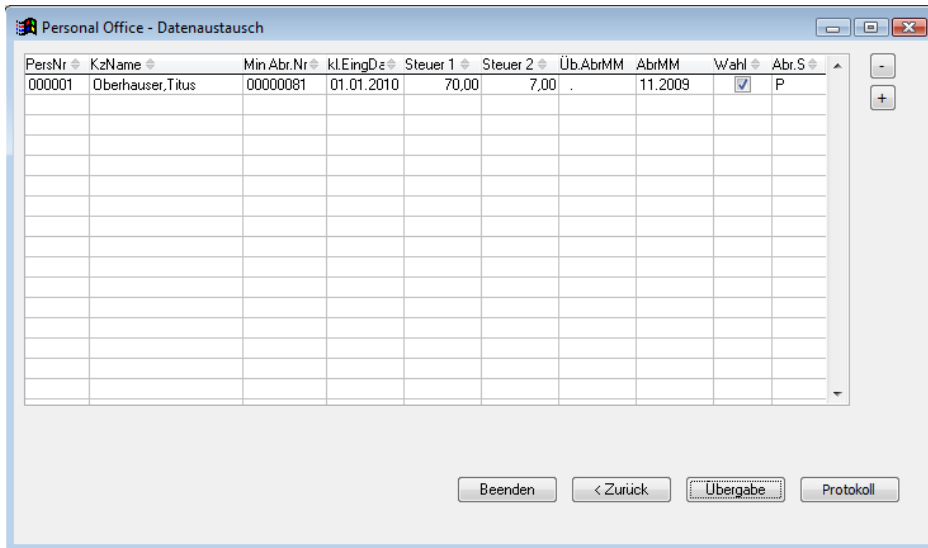 Personal Office - Datenaustausch
PersNr KzName Min.Abr.Nr kl.EingDa Steuer 1 Steuer 2 Üb.AbrMM AbrMM Wahl Abr.S
000001 Oberhauser,Titus 00000081 01.01.2010 70,00 7,00 . 11.2009 P
-
+
Beenden < Zurück Übergabe Protokoll